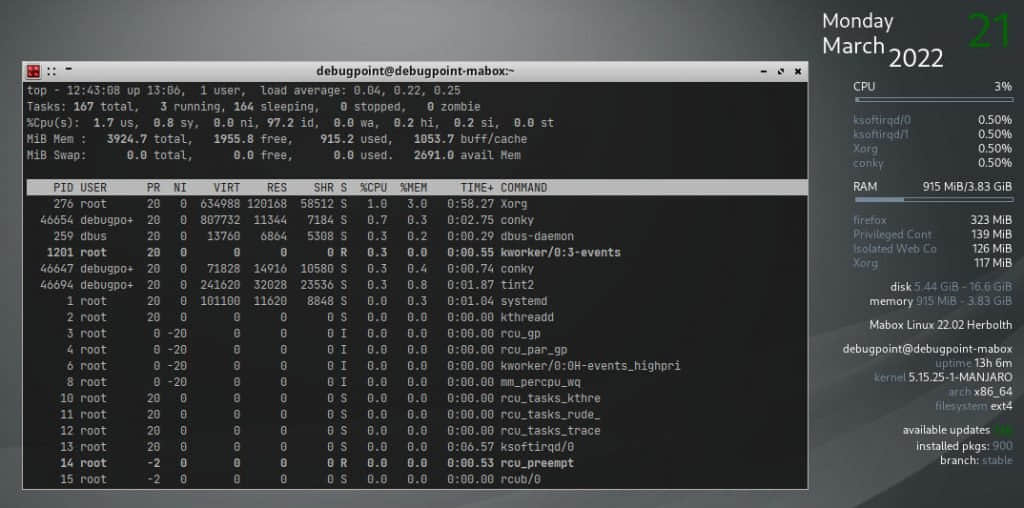 debugpoint@debugpoint-mabox:~
top - 12:43:08 up 13:06,  1 user,  load average: 0.04, 0.22, 0.25
Tasks: 167 total,   3 running, 164 sleeping,   0 stopped,   0 zombie
%Cpu(s):  1.7 us,  0.8 sy,  0.0 ni, 97.2 id,  0.0 wa,  0.2 hi,  0.2 si,  0.0 st
MiB Mem :   3924.7 total,   1955.8 free,    915.2 used,   1053.7 buff/cache
MiB Swap:      0.0 total,      0.0 free,      0.0 used.   2691.0 avail Mem
PID USER      PR  NI    VIRT    RES    SHR S  %CPU  %MEM     TIME+ COMMAND
276 root      20   0  634988 120168  58512 S   1.0   3.0   0:58.27 Xorg
46654 debugpo+  20   0  807732  11344   7184 S   0.7   0.3   0:02.75 conky
259 dbus      20   0   13760   6864   5308 S   0.3   0.2   0:00.29 dbus-daemon
1201 root      20   0       0      0      0 R   0.3   0.0   0:00.55 kworker/0:3-events
46647 debugpo+  20   0   71828  14916  10580 S   0.3   0.4   0:00.74 conky
46694 debugpo+  20   0  241620  32028  23536 S   0.3   0.8   0:01.87 tint2
1 root      20   0  101100  11620   8848 S   0.0   0.3   0:01.04 systemd
2 root      20   0       0      0      0 S   0.0   0.0   0:00.00 kthreadd
3 root       0 -20       0      0      0 I   0.0   0.0   0:00.00 rcu_gp
4 root       0 -20       0      0      0 I   0.0   0.0   0:00.00 rcu_par_gp
6 root       0 -20       0      0      0 I   0.0   0.0   0:00.00 kworker/0:0H-events_highpri
8 root       0 -20       0      0      0 I   0.0   0.0   0:00.00 mm_percpu_wq
10 root      20   0       0      0      0 S   0.0   0.0   0:00.00 rcu_tasks_kthre
11 root      20   0       0      0      0 S   0.0   0.0   0:00.00 rcu_tasks_rude_
12 root      20   0       0      0      0 S   0.0   0.0   0:00.00 rcu_tasks_trace
13 root      20   0       0      0      0 S   0.0   0.0   0:06.57 ksoftirqd/0
14 root      -2   0       0      0      0 R   0.0   0.0   0:00.53 rcu_preempt
15 root      -2   0       0      0      0 S   0.0   0.0   0:00.00 rcub/0
Monday 21
March 2022
CPU 3%
ksoftirqd/0 0.50%
ksoftirqd/1 0.50%
Xorg 0.50%
conky 0.50%
RAM 915 MiB/3.83 GiB
firefox 323 MiB
Privileged Cont 139 MiB
Isolated Web Co 126 MiB
Xorg 117 MiB
disk 5.44 GiB - 16.6 GiB
memory 915 MiB - 3.83 GiB
Mabox Linux 22.02 Herbolth
debugpoint@debugpoint-mabox
uptime 13h 6m
kernel 5.15.25-1-MANJARO
arch x86_64
filesystem ext4
available updates
installed pkgs: 900
branch: stable